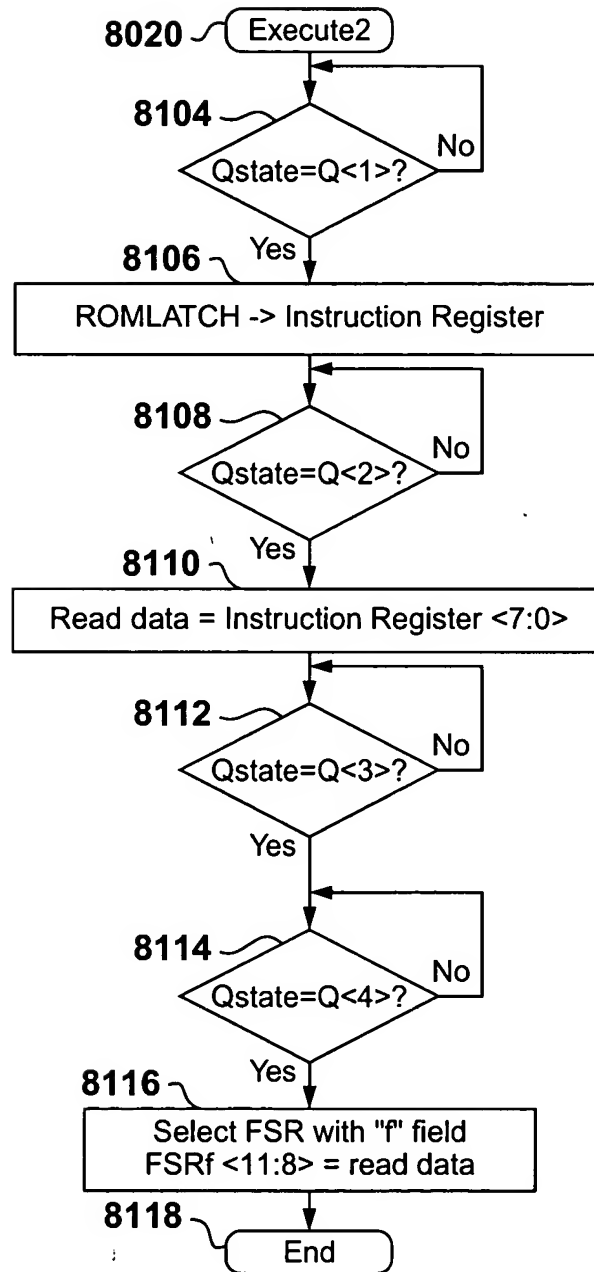 8020 Execute2
8104
Qstate=Q<1>?
No
Yes
8106
ROMLATCH -> Instruction Register
8108
Qstate=Q<2>?
No
Yes
8110
Read data = Instruction Register <7:0>
8112
Qstate=Q<3>?
No
Yes
8114
Qstate=Q<4>?
No
Yes
8116
Select FSR with "f" field
FSRf <11:8> = read data
8118
End